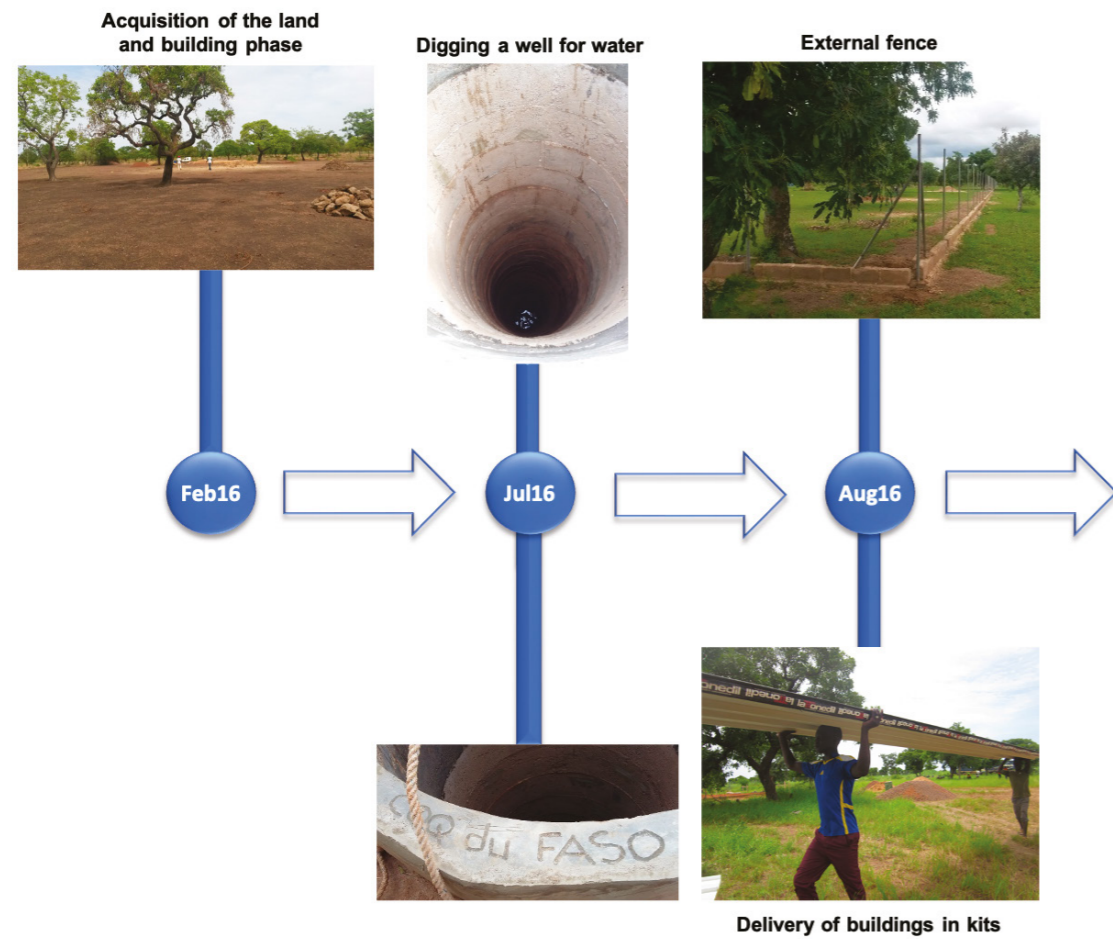 Acquisition of the land
and building phase
Digging a well for water
External fence
Feb16
Jul16
Aug16
COQ du FASO
Delivery of buildings in kits